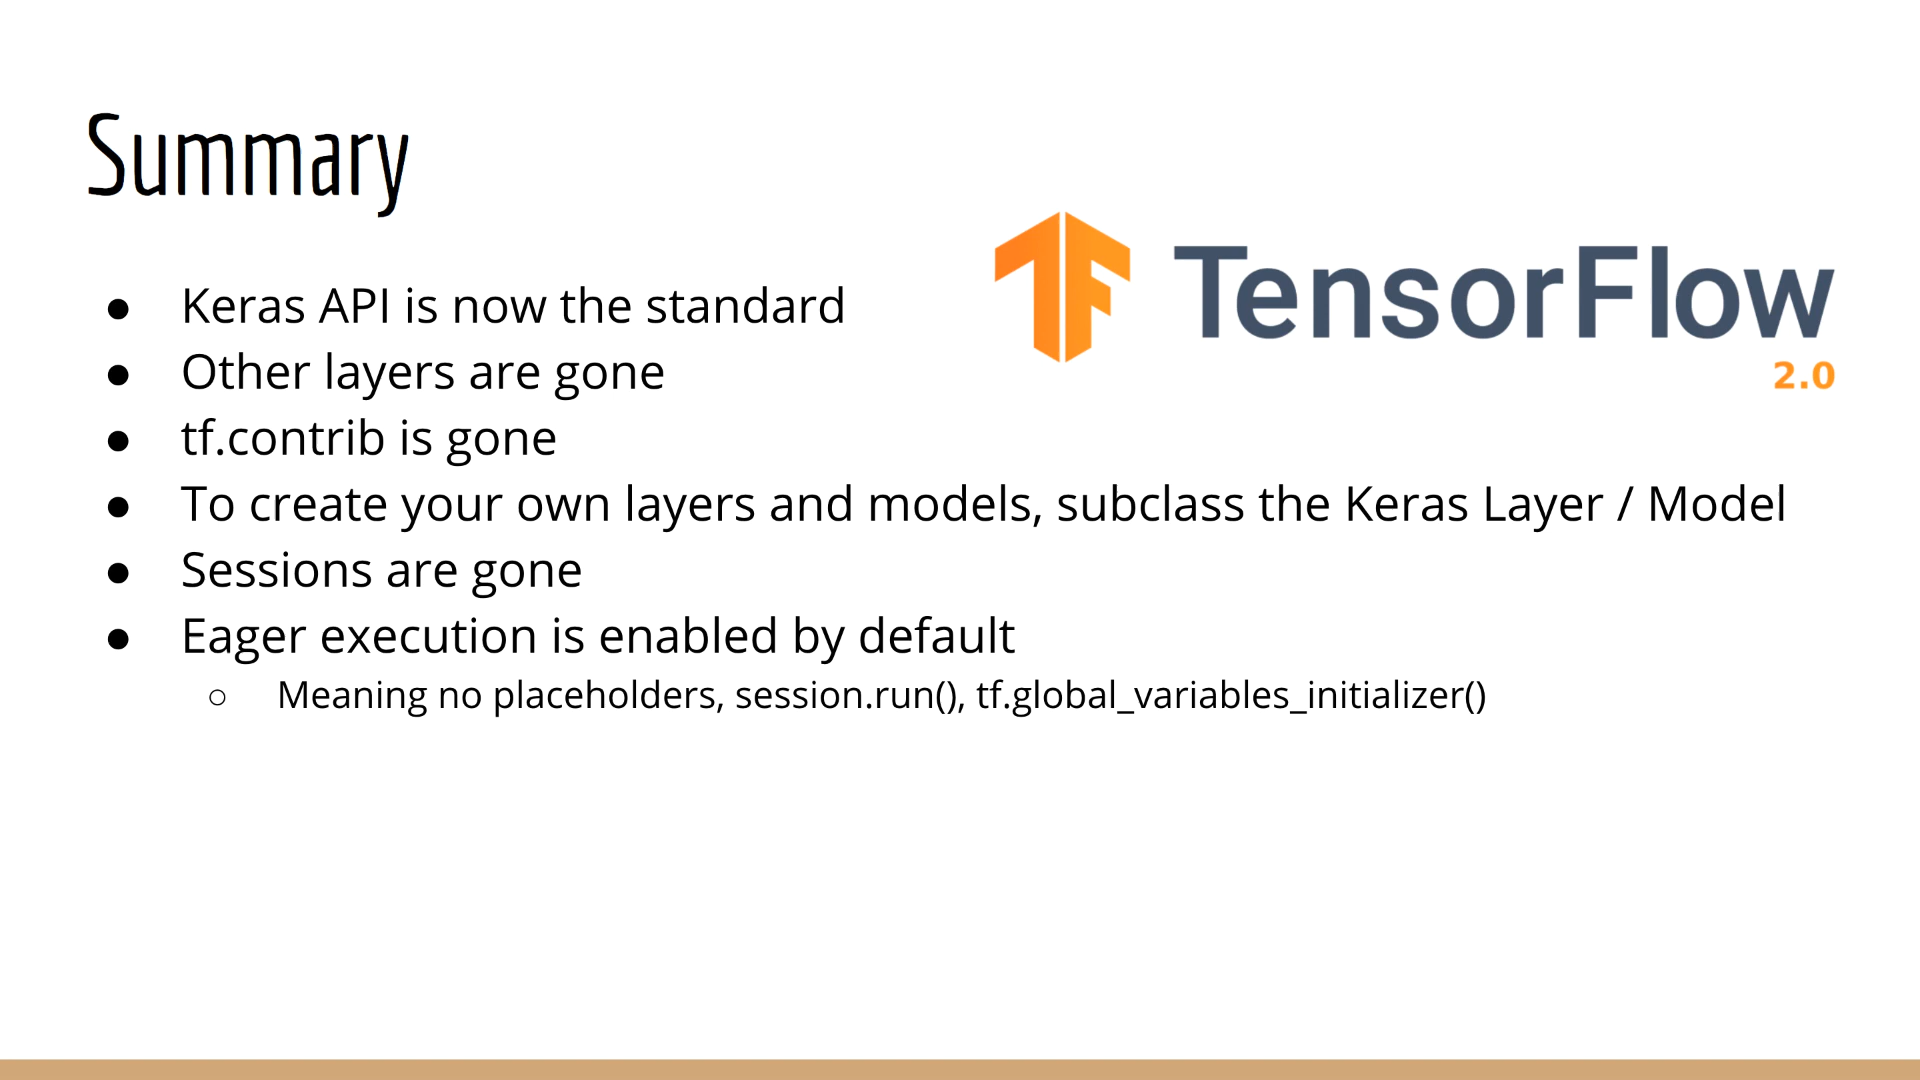 Summary
TensorFlow
2.0
● Keras API is now the standard
● Other layers are gone
● tf.contrib is gone
● To create your own layers and models, subclass the Keras Layer / Model
● Sessions are gone
● Eager execution is enabled by default
○ Meaning no placeholders, session.run(), tf.global_variables_initializer()